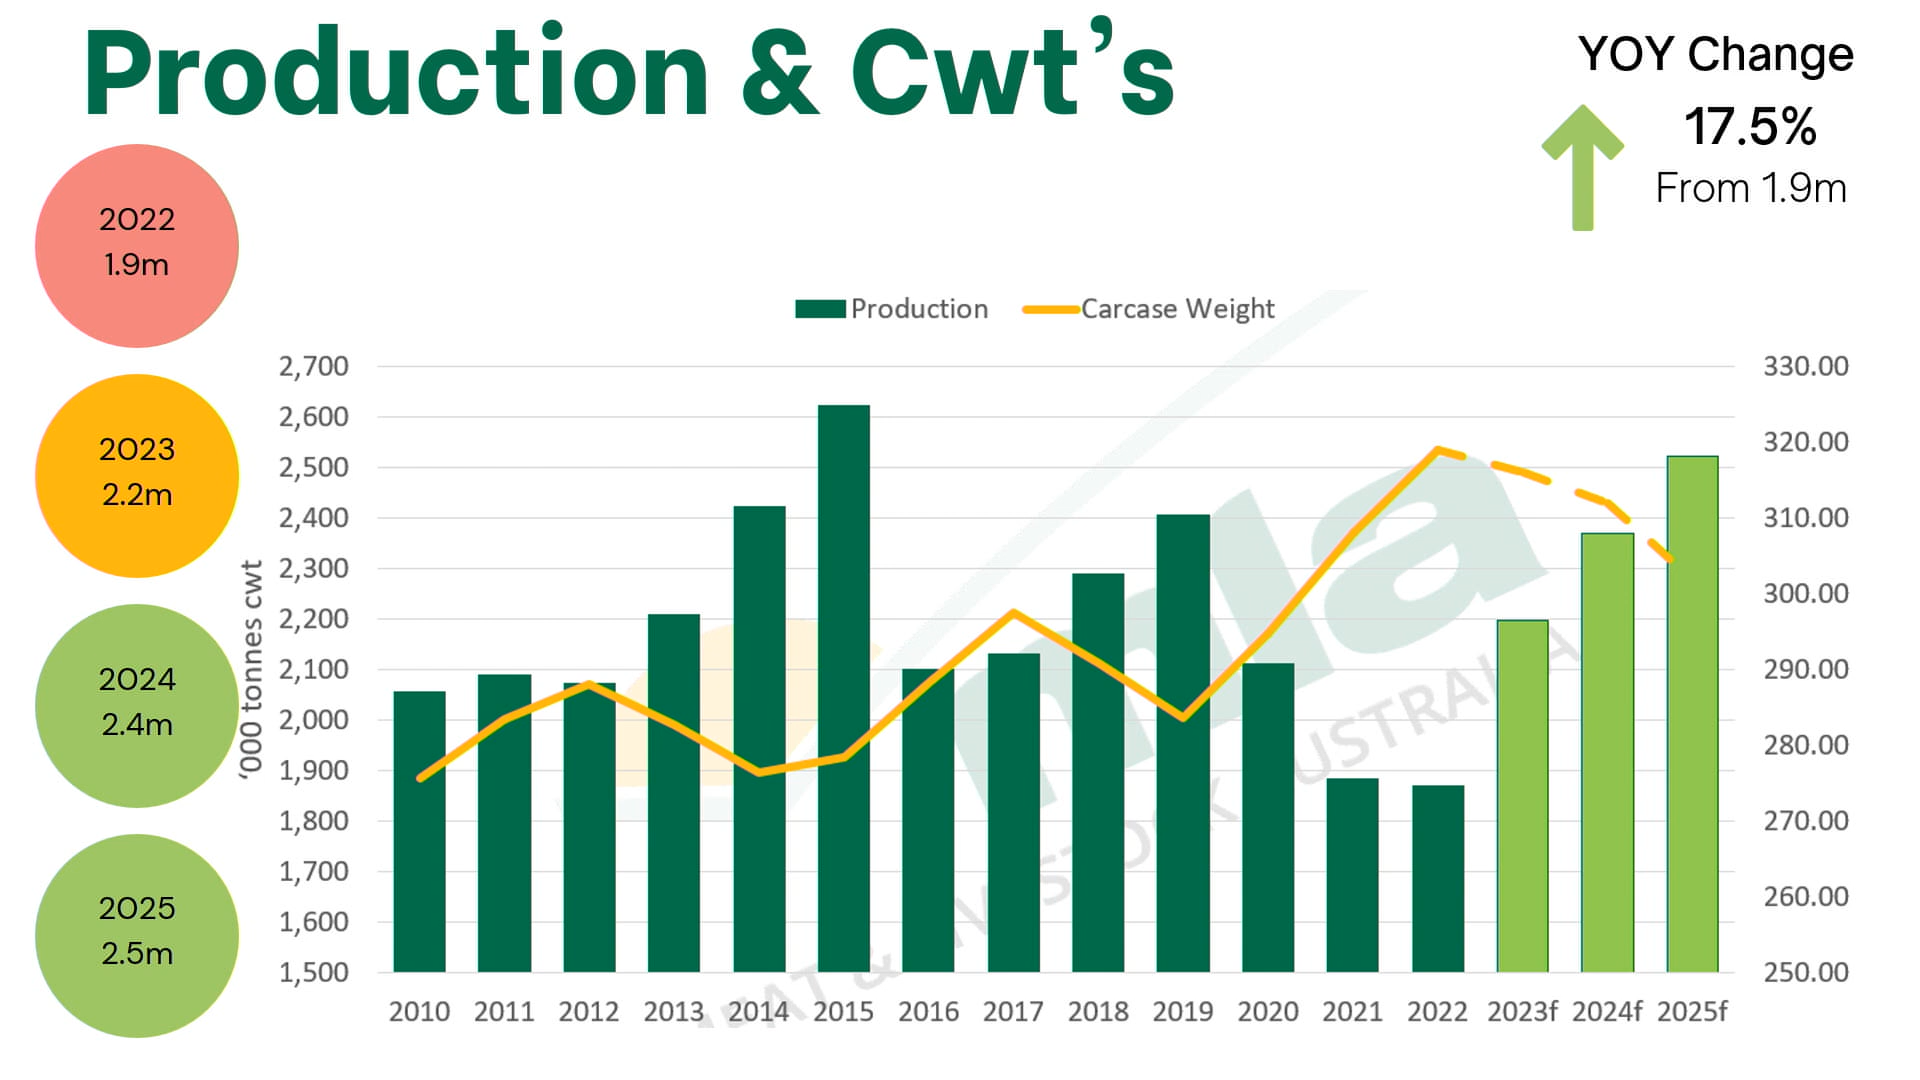 Production & Cwt’s
YOY Change
17.5%
From 1.9m
2022
1.9m
2023
2.2m
2024
2.4m
2025
2.5m
Production
Carcase Weight
‘000 tonnes cwt
2,700
2,600
2,500
2,400
2,300
2,200
2,100
2,000
1,900
1,800
1,700
1,600
1,500
330.00
320.00
310.00
300.00
290.00
280.00
270.00
260.00
250.00
2010 2011 2012 2013 2014 2015 2016 2017 2018 2019 2020 2021 2022 2023f 2024f 2025f
mla